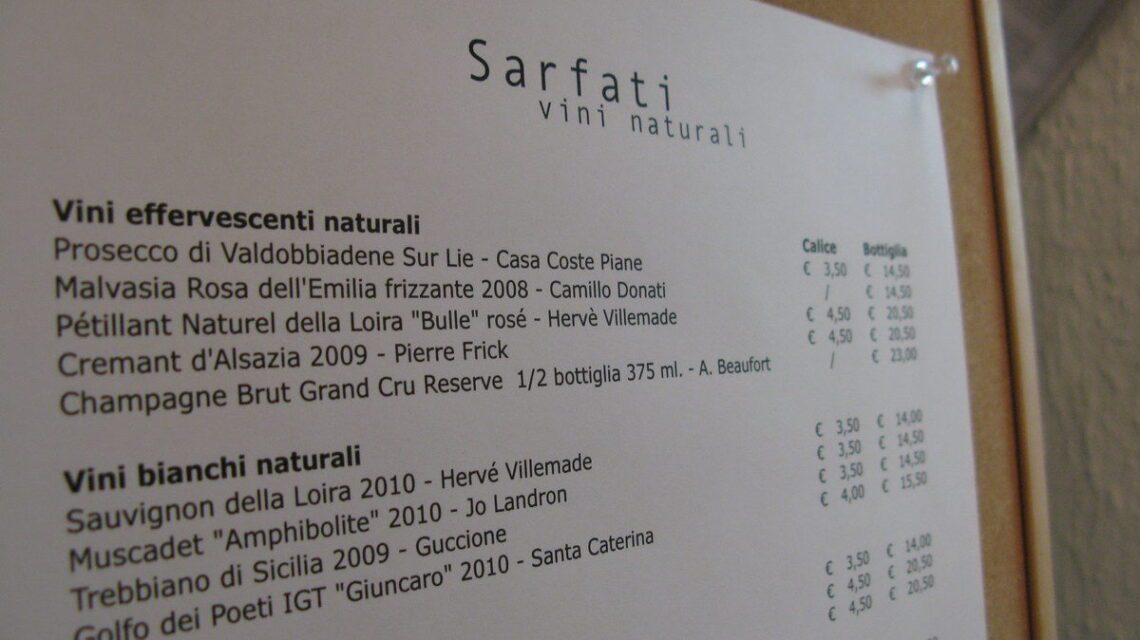 Sarfati
vini naturali
Vini effervescenti naturali Calice Bottiglia
Prosecco di Valdobbiadene Sur Lie - Casa Coste Piane € 3,50 € 14,50
Malvasia Rosa dell'Emilia frizzante 2008 - Camillo Donati / € 14,50
Pétillant Naturel della Loira "Bulle" rosé - Hervè Villemade € 4,50 € 20,50
Cremant d'Alsazia 2009 - Pierre Frick € 4,50 € 20,50
Champagne Brut Grand Cru Reserve 1/2 bottiglia 375 ml. - A. Beaufort / € 23,00
Vini bianchi naturali
Sauvignon della Loira 2010 - Hervé Villemade € 3,50 € 14,00
Muscadet "Amphibolite" 2010 - Jo Landron € 3,50 € 14,50
Trebbiano di Sicilia 2009 - Guccione € 3,50 € 14,50
Golfo dei Poeti IGT "Giuncaro" 2010 - Santa Caterina € 4,00 € 15,50
€ 3,50 € 14,00
€ 4,50 € 20,50
€ 4,50 € 20,50